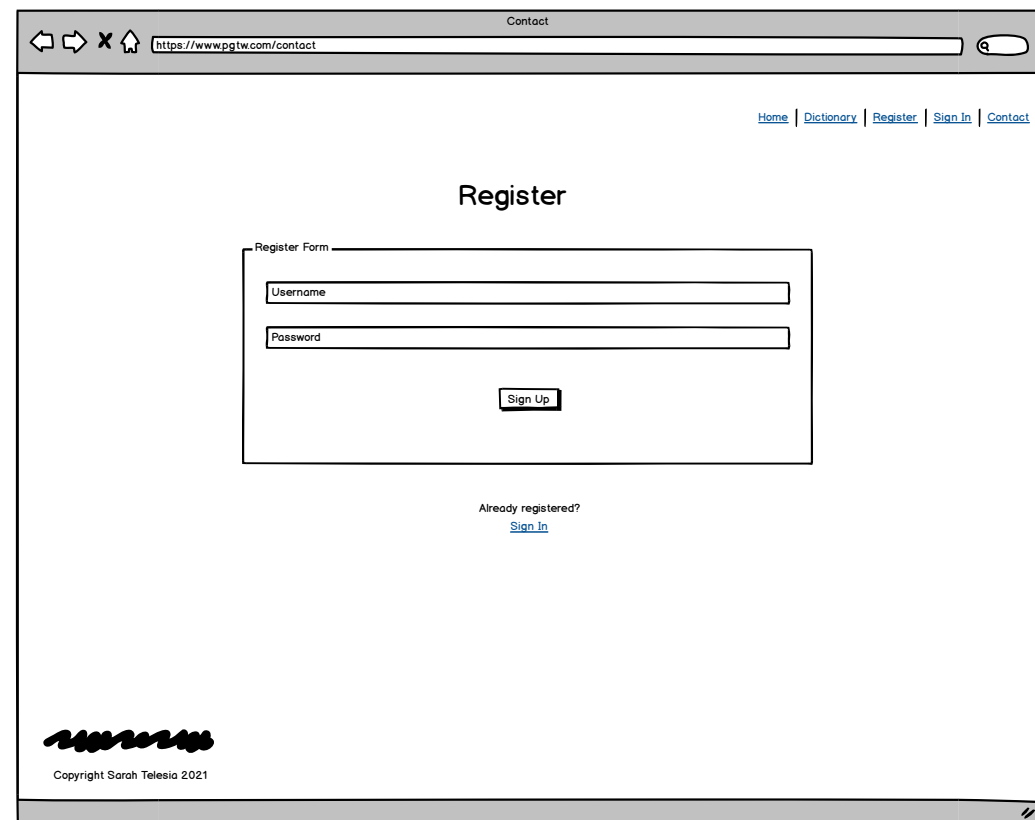 Contact
https://www.pgtw.com/contact
Home | Dictionary | Register | Sign In | Contact
Register
Register Form
Username
Password
Sign Up
Already registered?
Sign In
Copyright Sarah Telesia 2021